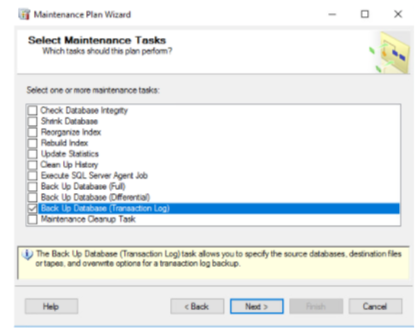 Maintenance Plan Wizard
Select Maintenance Tasks
Which tasks should this plan perform?
Select one or more maintenance tasks:
Check Database Integrity
Shrink Database
Reorganize Index
Rebuild Index
Update Statistics
Clean Up History
Execute SQL Server Agent Job
Back Up Database (Full)
Back Up Database (Differential)
Back Up Database (Transaction Log)
Maintenance Cleanup Task
The Back Up Database (Transaction Log) task allows you to specify the source databases, destination files
or tapes, and overwrite options for a transaction log backup.
Help < Back Next > Finish Cancel